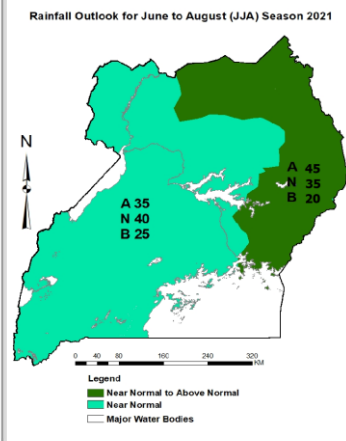 Rainfall Outlook for June to August (JJA) Season 2021
N
A 45
N 35
B 20
A 35
N 40
B 25
0 40 80 160 240 320
KM
Legend
Near Normal to Above Normal
Near Normal
Major Water Bodies